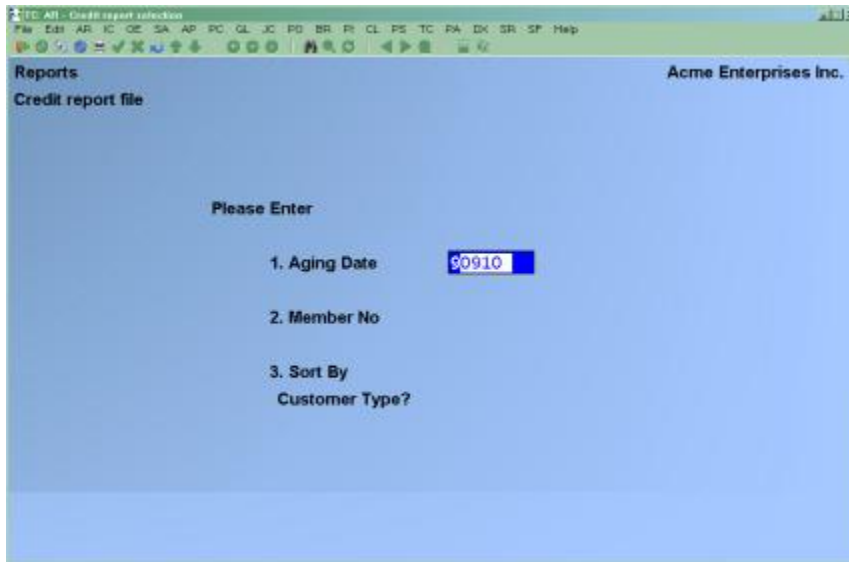 TC: AR - Credit report selection
File Edit AR IC OE SA AP PC GL JC PO BR PI CL PS TC PA DX SR SF Help
Reports Acme Enterprises Inc.
Credit report file
Please Enter
1. Aging Date 90910
2. Member No
3. Sort By
Customer Type?